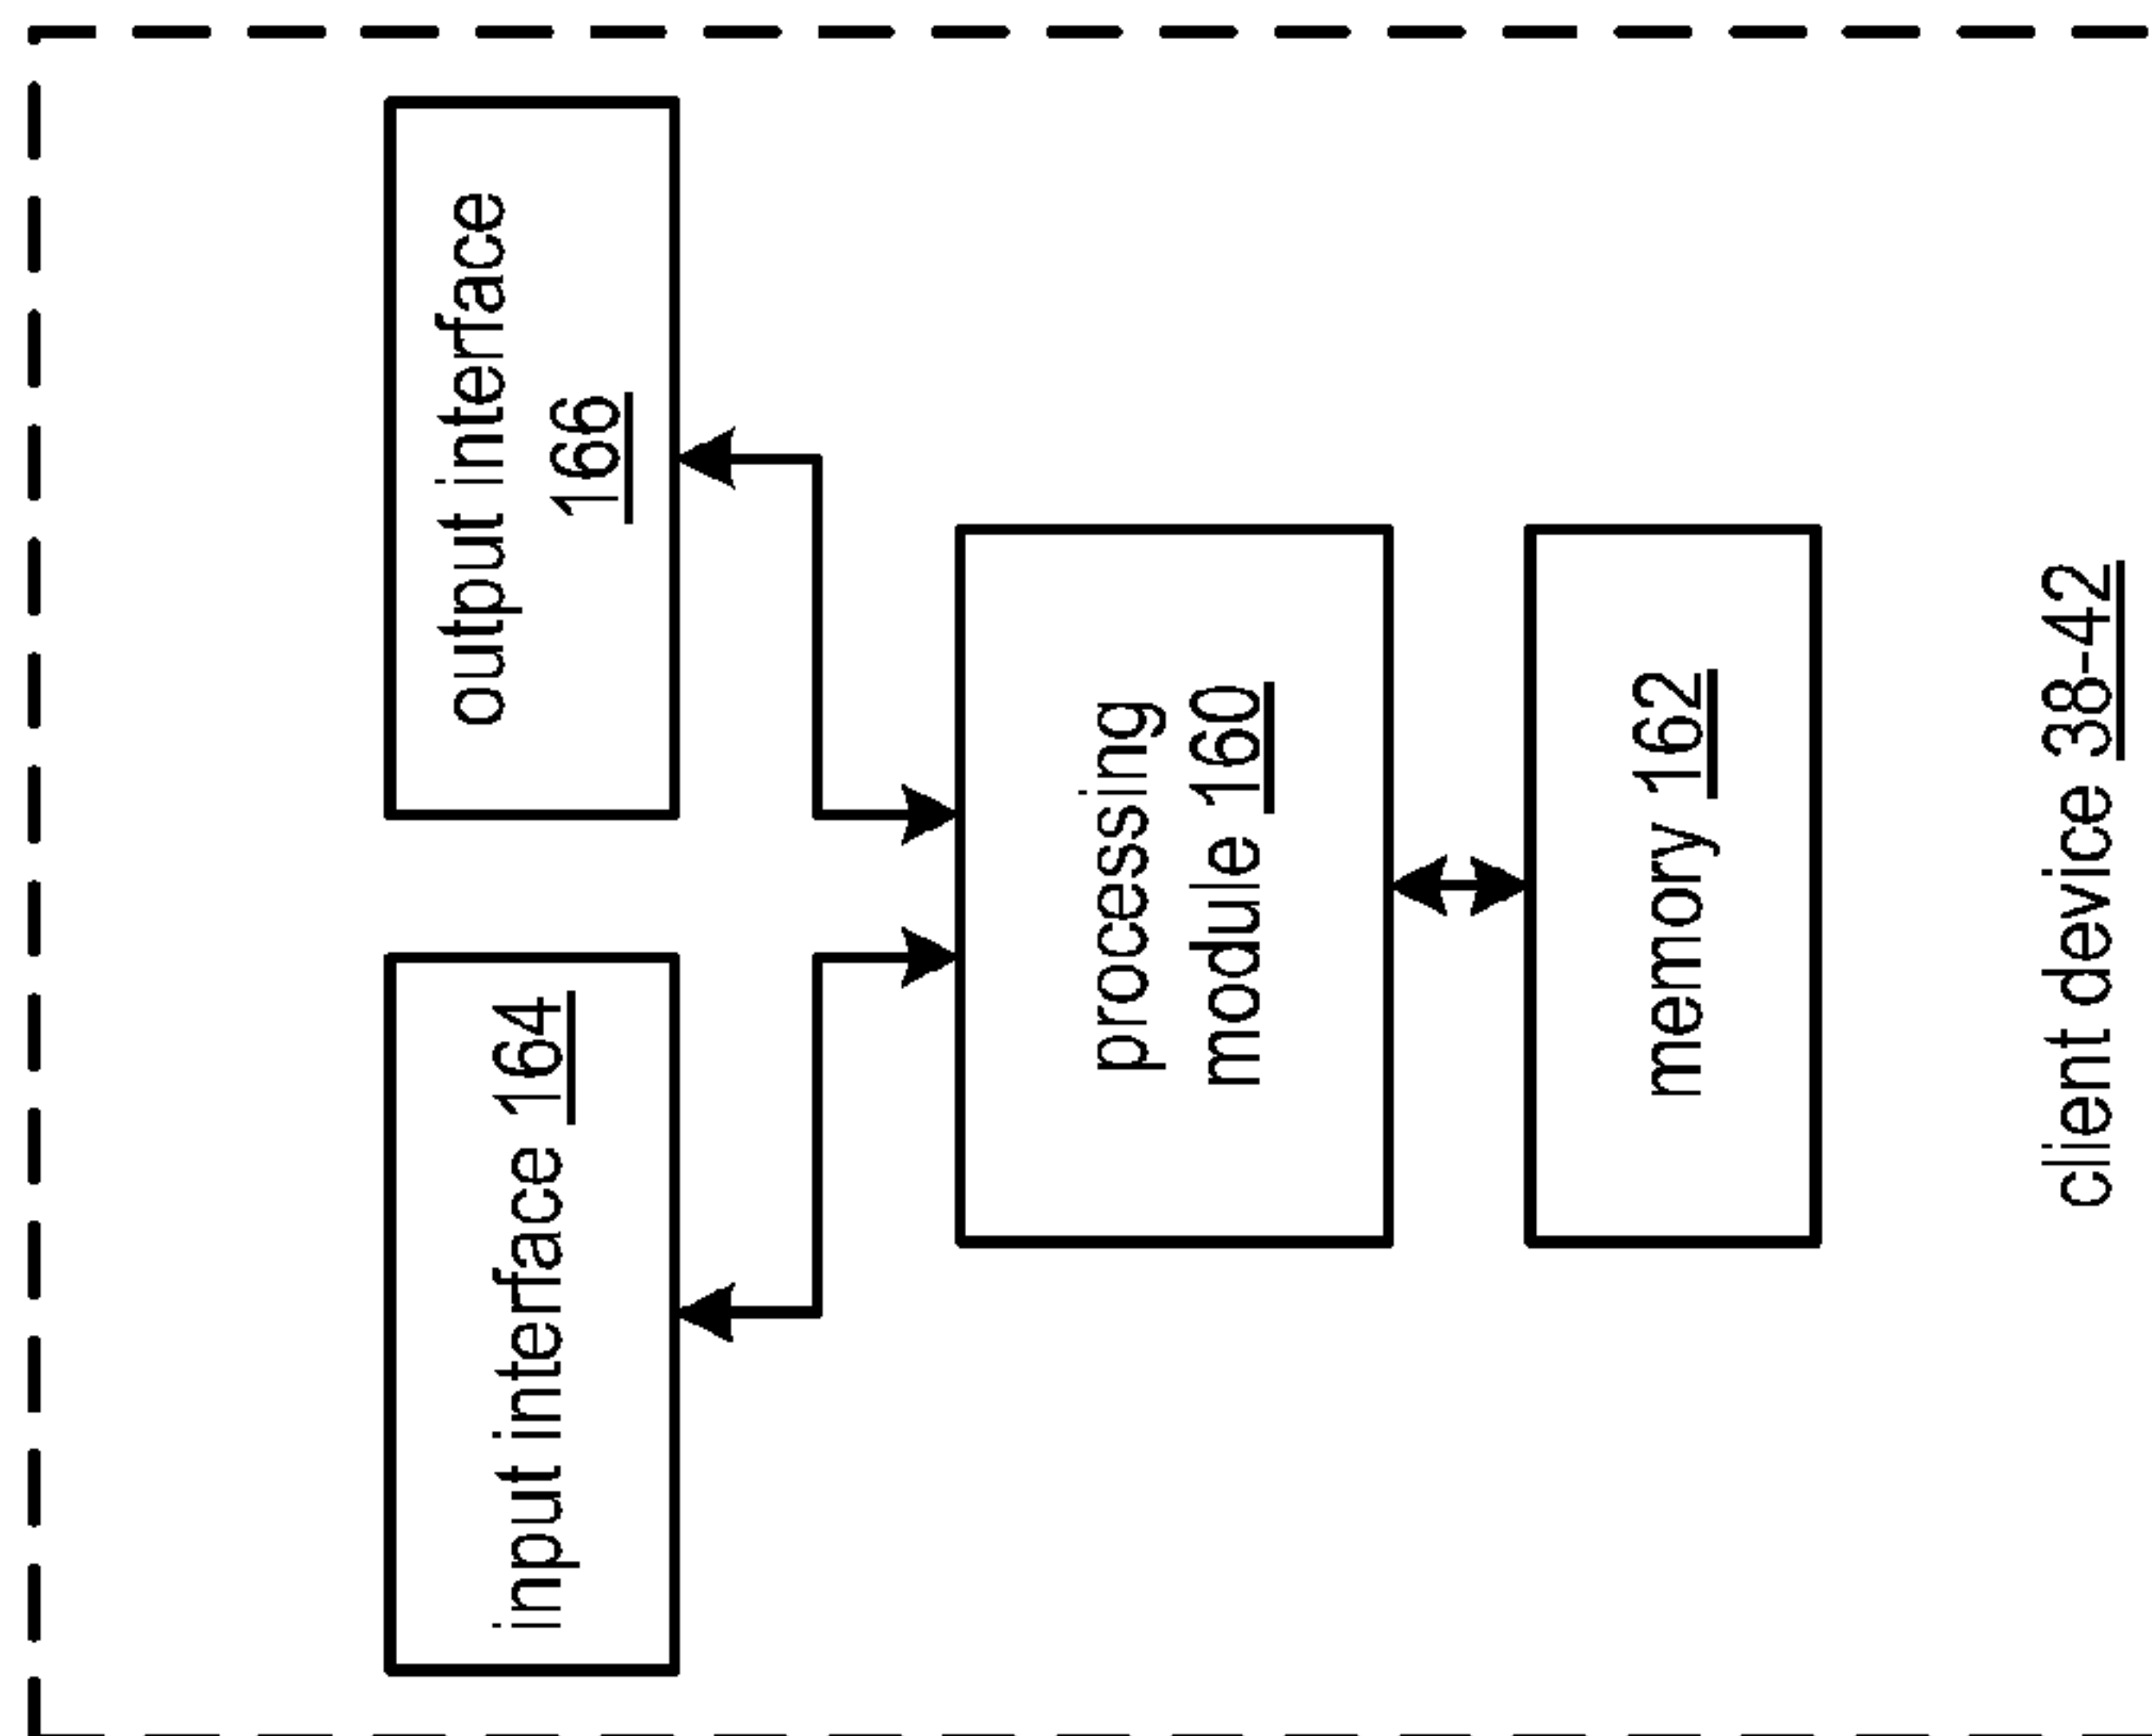 input interface 164
output interface
166
processing
module 160
memory 162
client device 38-42